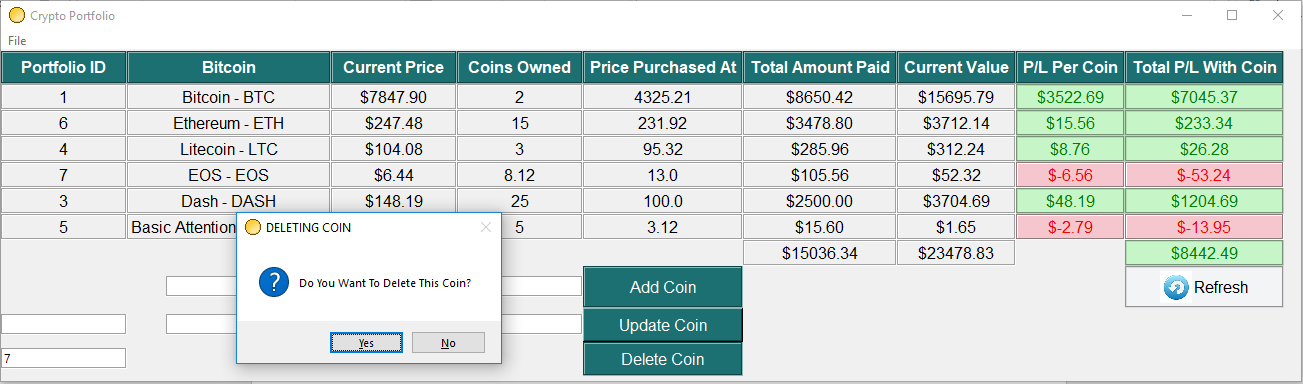 Crypto Portfolio
File
Portfolio ID Bitcoin Current Price Coins Owned Price Purchased At Total Amount Paid Current Value P/L Per Coin Total P/L With Coin
1 Bitcoin - BTC $7847.90 2 4325.21 $8650.42 $15695.79 $3522.69 $7045.37
6 Ethereum - ETH $247.48 15 231.92 $3478.80 $3712.14 $15.56 $233.34
4 Litecoin - LTC $104.08 3 95.32 $285.96 $312.24 $8.76 $26.28
7 EOS - EOS $6.44 8.12 13.0 $105.56 $52.32 $-6.56 $-53.24
3 Dash - DASH $148.19 25 100.0 $2500.00 $3704.69 $48.19 $1204.69
5 Basic Attention 5 3.12 $15.60 $1.65 $-2.79 $-13.95
$15036.34 $23478.83 $8442.49
DELETING COIN
Do You Want To Delete This Coin?
Yes No
Add Coin
Refresh
Update Coin
7
Delete Coin